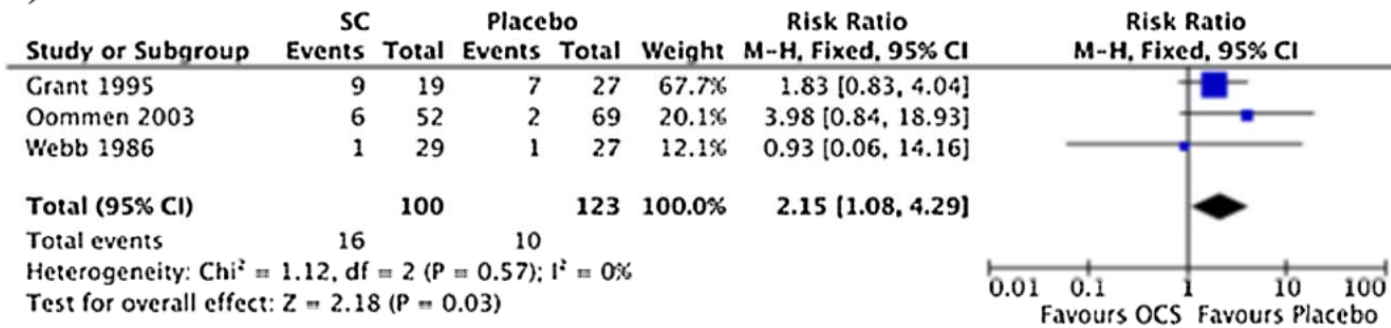 SC Placebo Risk Ratio Risk Ratio
Study or Subgroup Events Total Events Total Weight M-H, Fixed, 95% CI M-H, Fixed, 95% CI
Grant 1995 9 19 7 27 67.7% 1.83 [0.83, 4.04]
Oommen 2003 6 52 2 69 20.1% 3.98 [0.84, 18.93]
Webb 1986 1 29 1 27 12.1% 0.93 [0.06, 14.16]
Total (95% CI) 100 123 100.0% 2.15 [1.08, 4.29]
Total events 16 10
Heterogeneity: Chi² = 1.12, df = 2 (P = 0.57); I² = 0%
Test for overall effect: Z = 2.18 (P = 0.03)
0.01 0.1 1 10 100
Favours OCS Favours Placebo